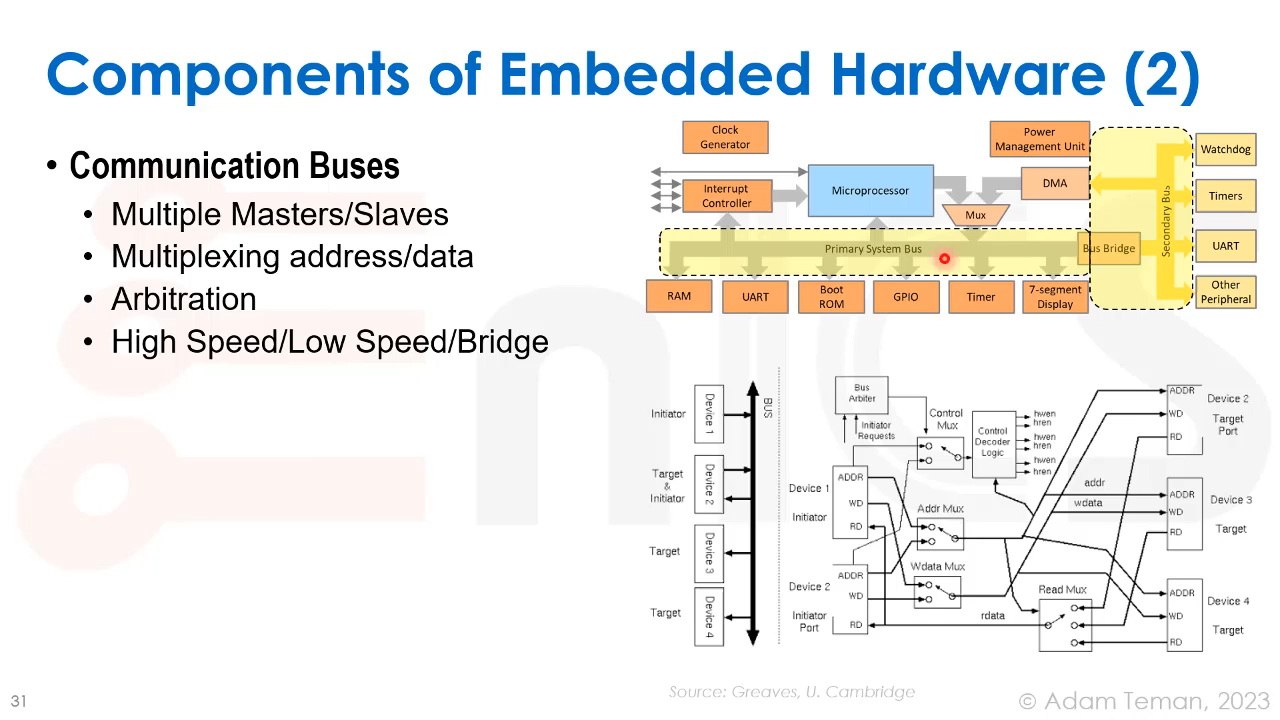 Components of Embedded Hardware (2)
• Communication Buses
• Multiple Masters/Slaves
• Multiplexing address/data
• Arbitration
• High Speed/Low Speed/Bridge
Clock
Generator
Power
Management Unit
Interrupt
Controller
Microprocessor
DMA
Mux
Primary System Bus
Bus Bridge
Secondary Bus
Watchdog
Timers
UART
Other
Peripheral
RAM
UART
Boot
ROM
GPIO
Timer
7-segment
Display
Initiator
Device 1
BUS
Target
&
Initiator
Device 2
Target
Device 3
Target
Device 4
Bus
Arbiter
Initiator
Requests
Control
Mux
Control
Decoder
Logic
hwen
hren
hwen
hren
hwen
hren
Device 1
Initiator
ADDR
WD
RD
Addr Mux
Wdata Mux
Device 2
Initiator
Port
ADDR
WD
RD
rdata
Read Mux
addr
wdata
ADDR
WD
RD
Device 2
Target
Port
ADDR
WD
RD
Device 3
Target
ADDR
WD
RD
Device 4
Target
31
Source: Greaves, U. Cambridge
© Adam Teman, 2023